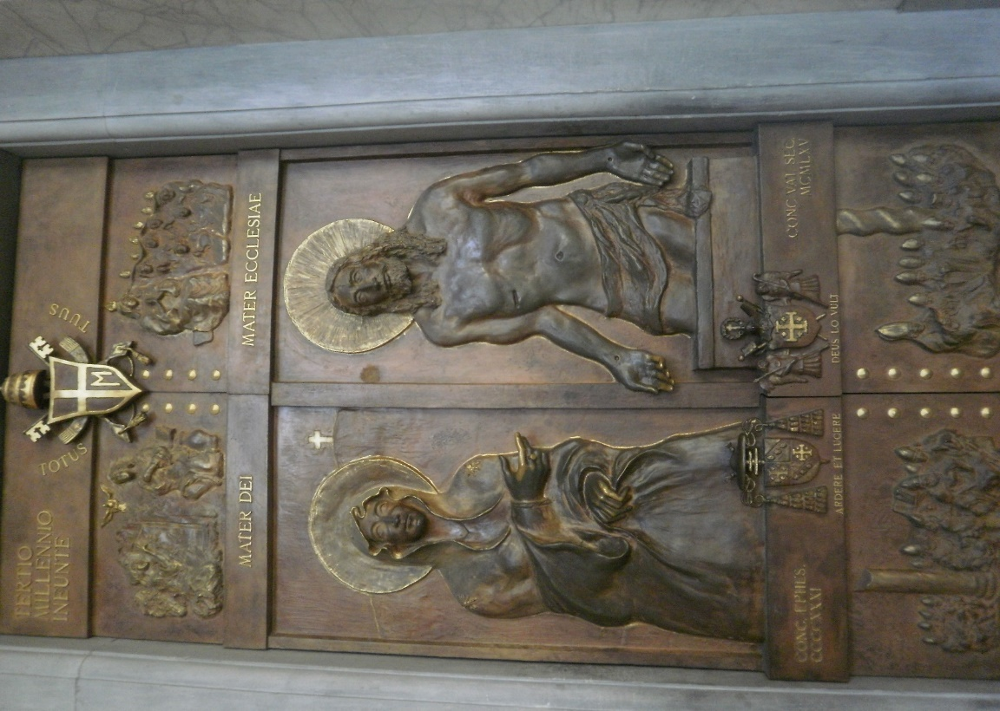 TERTIO
MILLENNIO
INEUNTE
TOTUS TUUS
M
MATER DEI
MATER ECCLESIAE
CONC. EPHES.
CCCCXXXI
CONC. VAT. SEC.
MCMLXV
ARDERE ET LUCERE
DEUS LO VULT